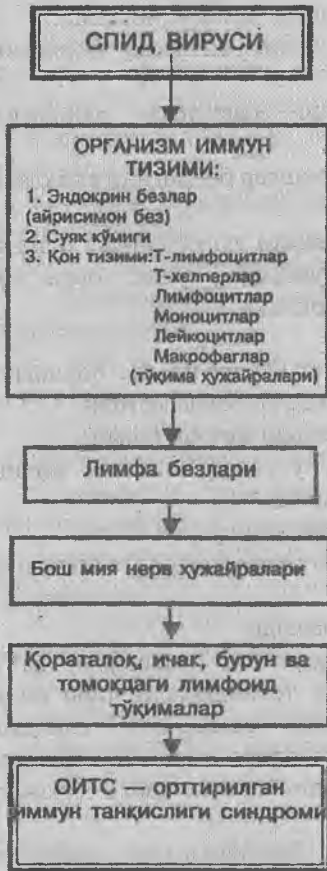 СПИД ВИРУСИ
ОРГАНИЗМ ИММУН
ТИЗИМИ:
1. Эндокрин безлар
(айрисимон без)
2. Суяк кўмиги
3. Қон тизими:Т-лимфоцитлар
Т-хелперлар
Лимфоцитлар
Моноцитлар
Лейкоцитлар
Макрофаглар
(тўқима ҳужайралари)
Лимфа безлари
Бош мия нерв ҳужайралари
Қораталоқ, ичак, бурун ва
томоқдаги лимфоид
тўқималар
ОИТС — орттирилган
иммун танқислиги синдроми